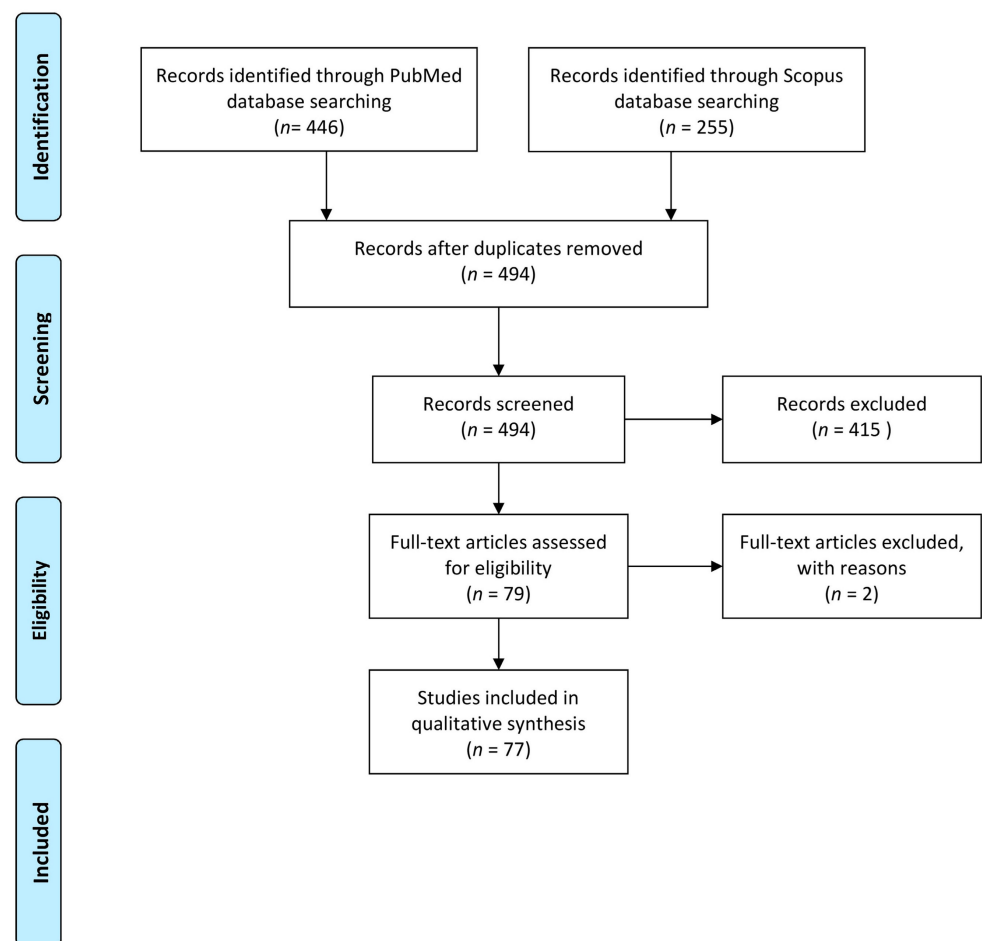 Identification
Records identified through PubMed
database searching
(n= 446)
Records identified through Scopus
database searching
(n = 255)
Records after duplicates removed
(n = 494)
Screening
Records screened
(n = 494)
Records excluded
(n = 415 )
Eligibility
Full-text articles assessed
for eligibility
(n = 79)
Full-text articles excluded,
with reasons
(n = 2)
Studies included in
qualitative synthesis
(n = 77)
Included